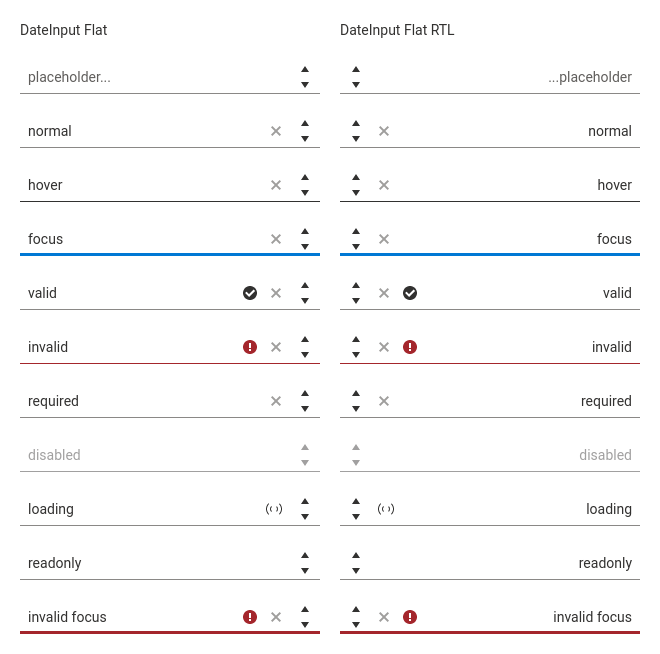 DateInput Flat
placeholder...
normal
hover
focus
valid
invalid
required
disabled
loading
readonly
invalid focus
DateInput Flat RTL
...placeholder
normal
hover
focus
valid
invalid
required
disabled
loading
readonly
invalid focus